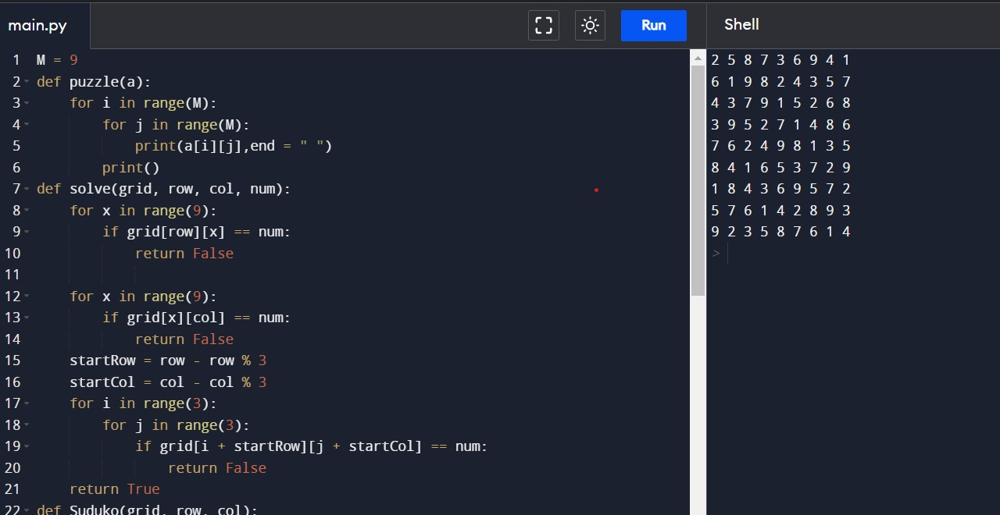 main.py
Run
Shell
1 M = 9
2 def puzzle(a):
3     for i in range(M):
4         for j in range(M):
5             print(a[i][j],end = " ")
6         print()
7 def solve(grid, row, col, num):
8     for x in range(9):
9         if grid[row][x] == num:
10             return False
11
12     for x in range(9):
13         if grid[x][col] == num:
14             return False
15     startRow = row - row % 3
16     startCol = col - col % 3
17     for i in range(3):
18         for j in range(3):
19             if grid[i + startRow][j + startCol] == num:
20                 return False
21     return True
22 def Suduko(grid, row, col):
2 5 8 7 3 6 9 4 1
6 1 9 8 2 4 3 5 7
4 3 7 9 1 5 2 6 8
3 9 5 2 7 1 4 8 6
7 6 2 4 9 8 1 3 5
8 4 1 6 5 3 7 2 9
1 8 4 3 6 9 5 7 2
5 7 6 1 4 2 8 9 3
9 2 3 5 8 7 6 1 4
>